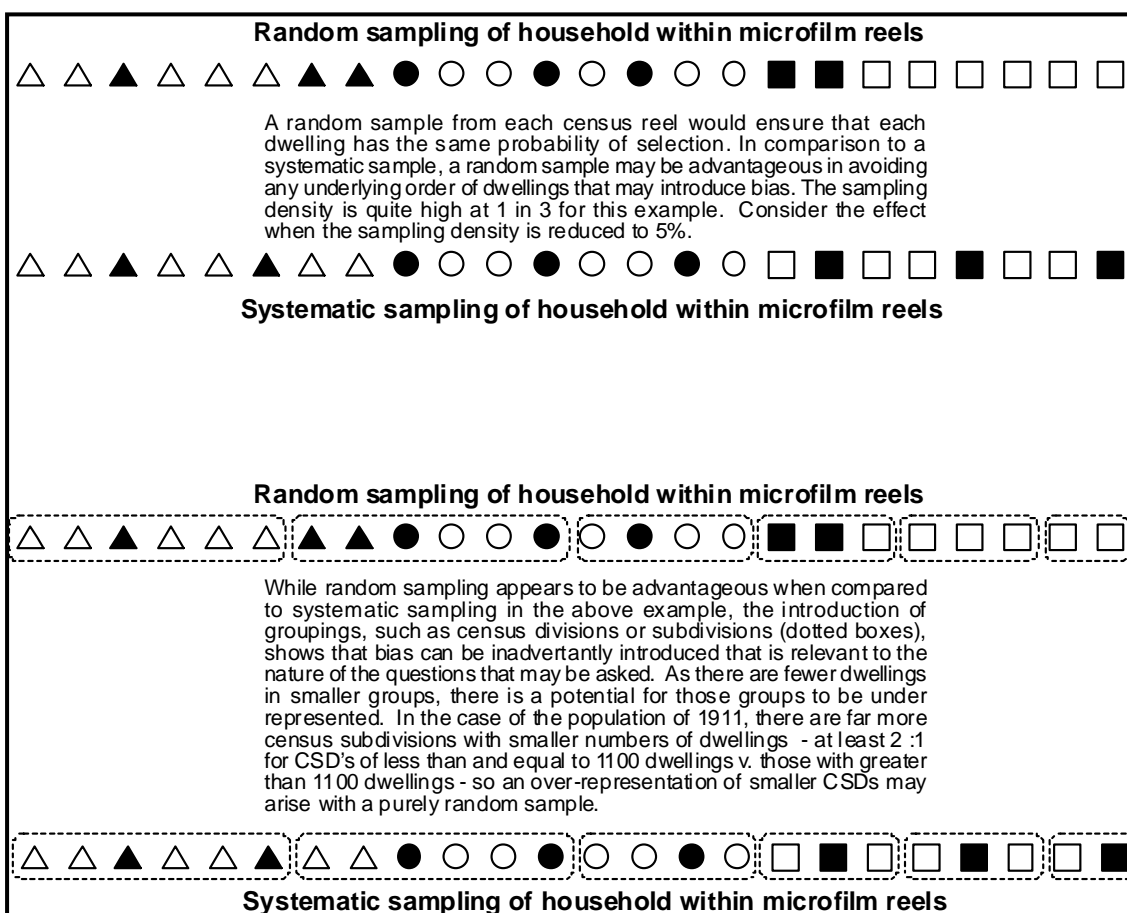 Random sampling of household within microfilm reels
A random sample from each census reel would ensure that each
dwelling has the same probability of selection. In comparison to a
systematic sample, a random sample may be advantageous in avoiding
any underlying order of dwellings that may introduce bias. The sampling
density is quite high at 1 in 3 for this example. Consider the effect
when the sampling density is reduced to 5%.
Systematic sampling of household within microfilm reels
Random sampling of household within microfilm reels
While random sampling appears to be advantageous when compared
to systematic sampling in the above example, the introduction of
groupings, such as census divisions or subdivisions (dotted boxes),
shows that bias can be inadvertantly introduced that is relevant to the
nature of the questions that may be asked. As there are fewer dwellings
in smaller groups, there is a potential for those groups to be under
represented. In the case of the population of 1911, there are far more
census subdivisions with smaller numbers of dwellings - at least 2 :1
for CSD's of less than and equal to 1100 dwellings v. those with greater
than 1100 dwellings - so an over-representation of smaller CSDs may
arise with a purely random sample.
Systematic sampling of household within microfilm reels